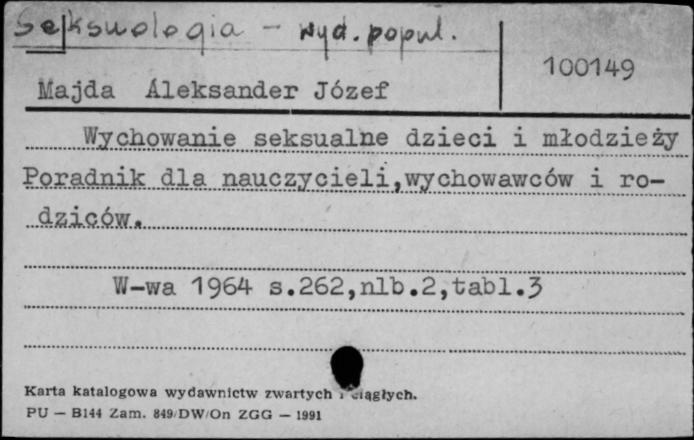 Seksuologia – wyd. popul.
100149
Majda Aleksander Józef
Wychowanie seksualne dzieci i młodzieży
Poradnik dla nauczycieli,wychowawców i ro-
dziców.
W-wa 1964 s.262,nlb.2,tabl.3
Karta katalogowa wydawnictw zwartych i ciągłych.
PU — B144 Zam. 849/DW/On ZGG — 1991